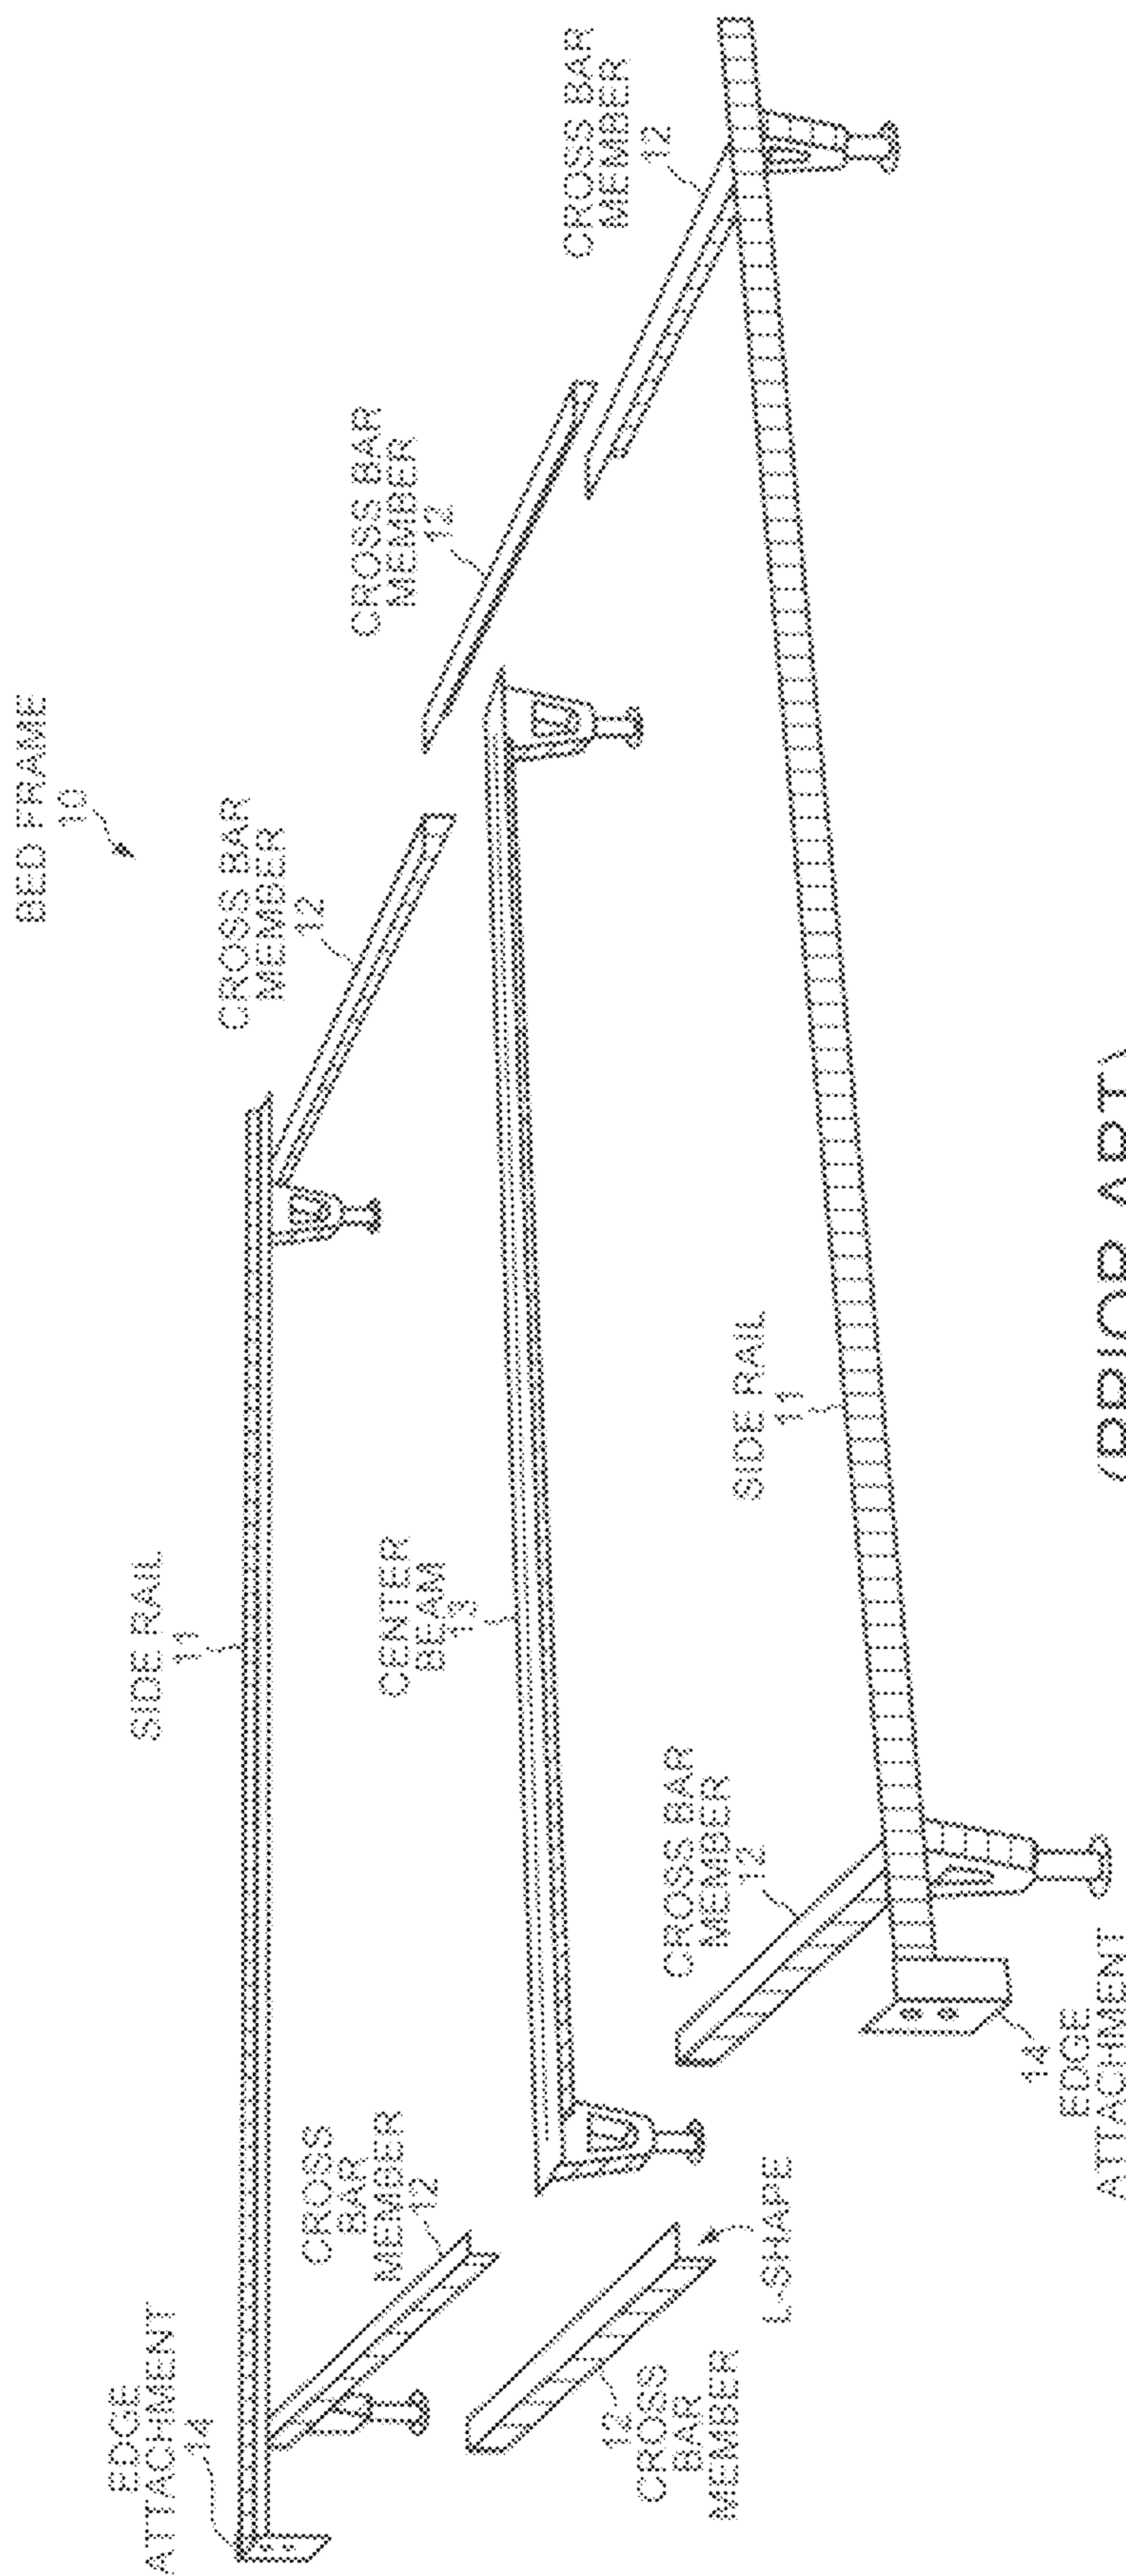 BED FRAME
10
CROSS BAR
MEMBER
12
CROSS BAR
MEMBER
12
CROSS BAR
MEMBER
12
SIDE RAIL
11
CENTER
BEAM
13
SIDE RAIL
11
EDGE
ATTACHMENT
14
CROSS
BAR
MEMBER
12
CROSS BAR
MEMBER
12
12
CROSS
BAR
MEMBER
L-SHAPE
14
EDGE
ATTACHMENT
(PRIOR ART)